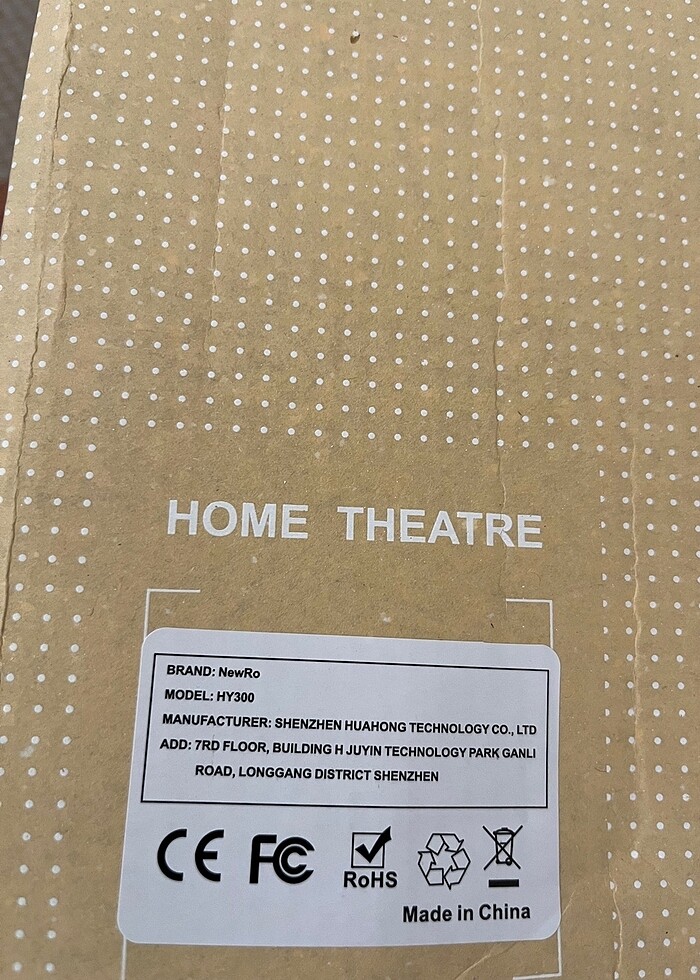 HOME THEATRE
BRAND: NewRo
MODEL: HY300
MANUFACTURER: SHENZHEN HUAHONG TECHNOLOGY CO., LTD
ADD: 7RD FLOOR, BUILDING H JUYIN TECHNOLOGY PARK GANLI
ROAD, LONGGANG DISTRICT SHENZHEN
CE FC
RoHS
Made in China